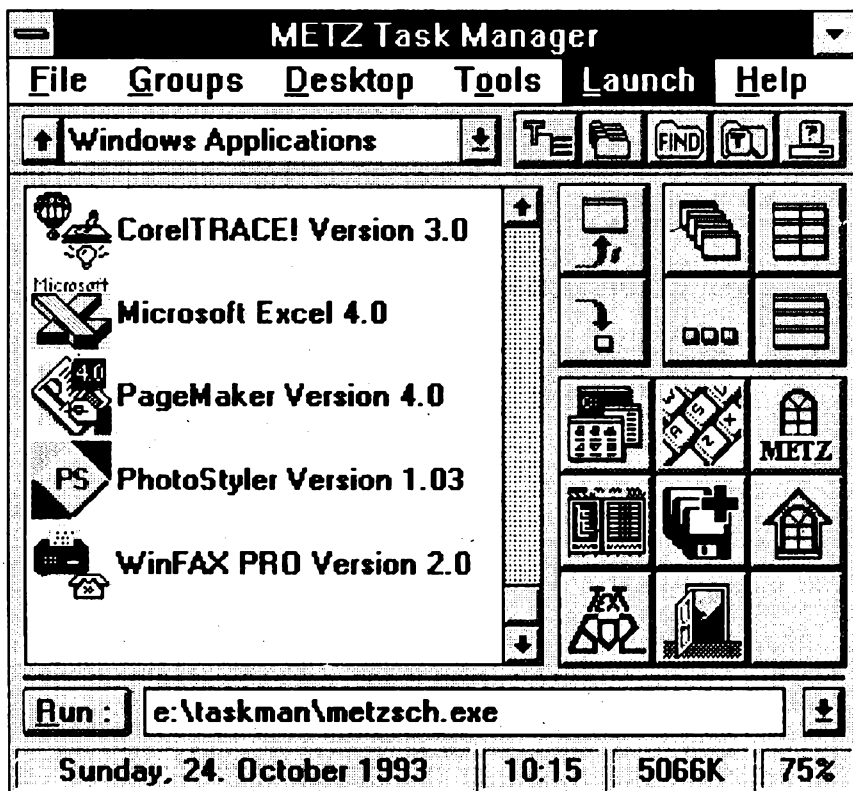 METZ Task Manager
File Groups Desktop Tools Launch Help
Windows Applications
FIND
CorelTRACE! Version 3.0
Microsoft
Microsoft Excel 4.0
4.0
PageMaker Version 4.0
PS
PhotoStyler Version 1.03
WinFAX PRO Version 2.0
METZ
TEXT
Run :
e:\taskman\metzsch.exe
Sunday, 24. October 1993 10:15 5066K 75%